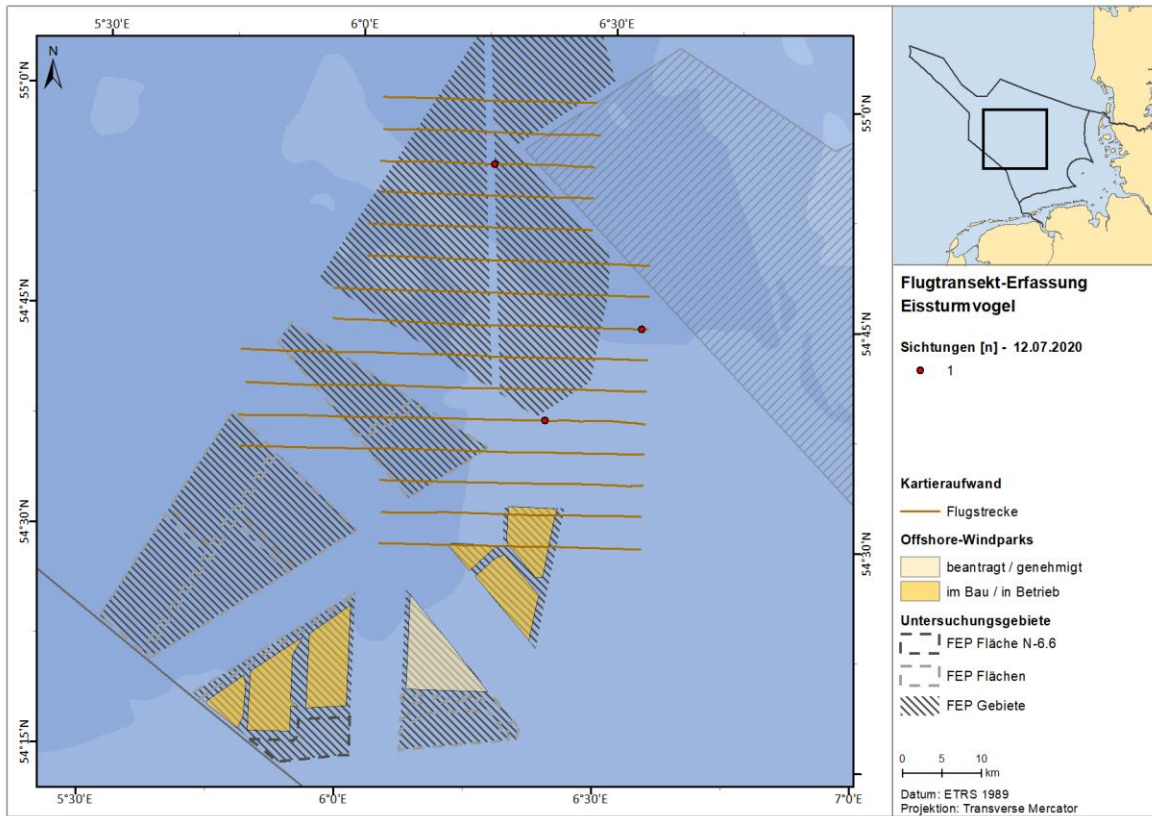 5°30'E
6°0'E
6°30'E
N
55°0'N
54°45'N
54°30'N
54°15'N
55°0'N
54°45'N
54°30'N
5°30'E
6°0'E
6°30'E
7°0'E
Flugtransekt-Erfassung
Eissturmvogel
Sichtungen [n] - 12.07.2020
1
Kartieraufwand
Flugstrecke
Offshore-Windparks
beantragt / genehmigt
im Bau / in Betrieb
Untersuchungsgebiete
FEP Fläche N-6.6
FEP Flächen
FEP Gebiete
0 5 10
km
Datum: ETRS 1989
Projektion: Transverse Mercator